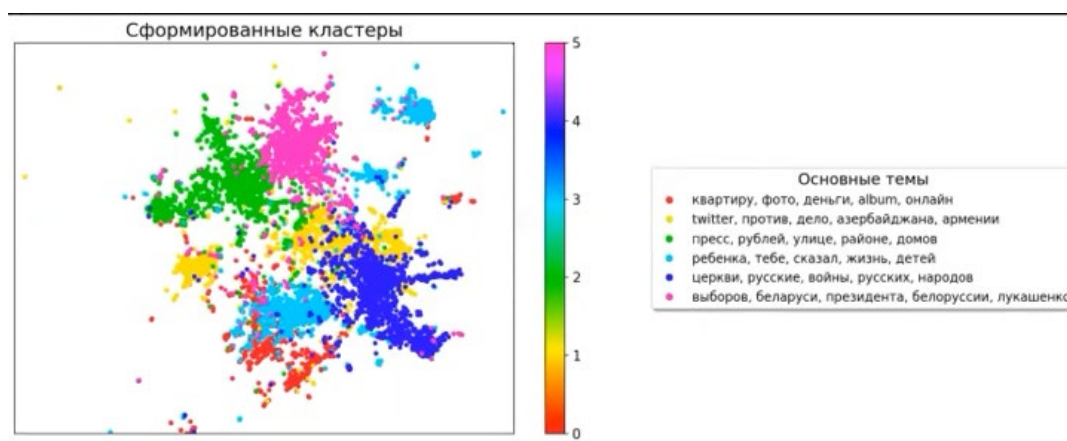 Сформированные кластеры
5
4
3
2
1
0
Основные темы
квартиру, фото, деньги, album, онлайн
twitter, против, дело, азербайджана, армении
пресс, рублей, улице, районе, домов
ребенка, тебе, сказал, жизнь, детей
церкви, русские, войны, русских, народов
выборов, беларуси, президента, белоруссии, лукашенко